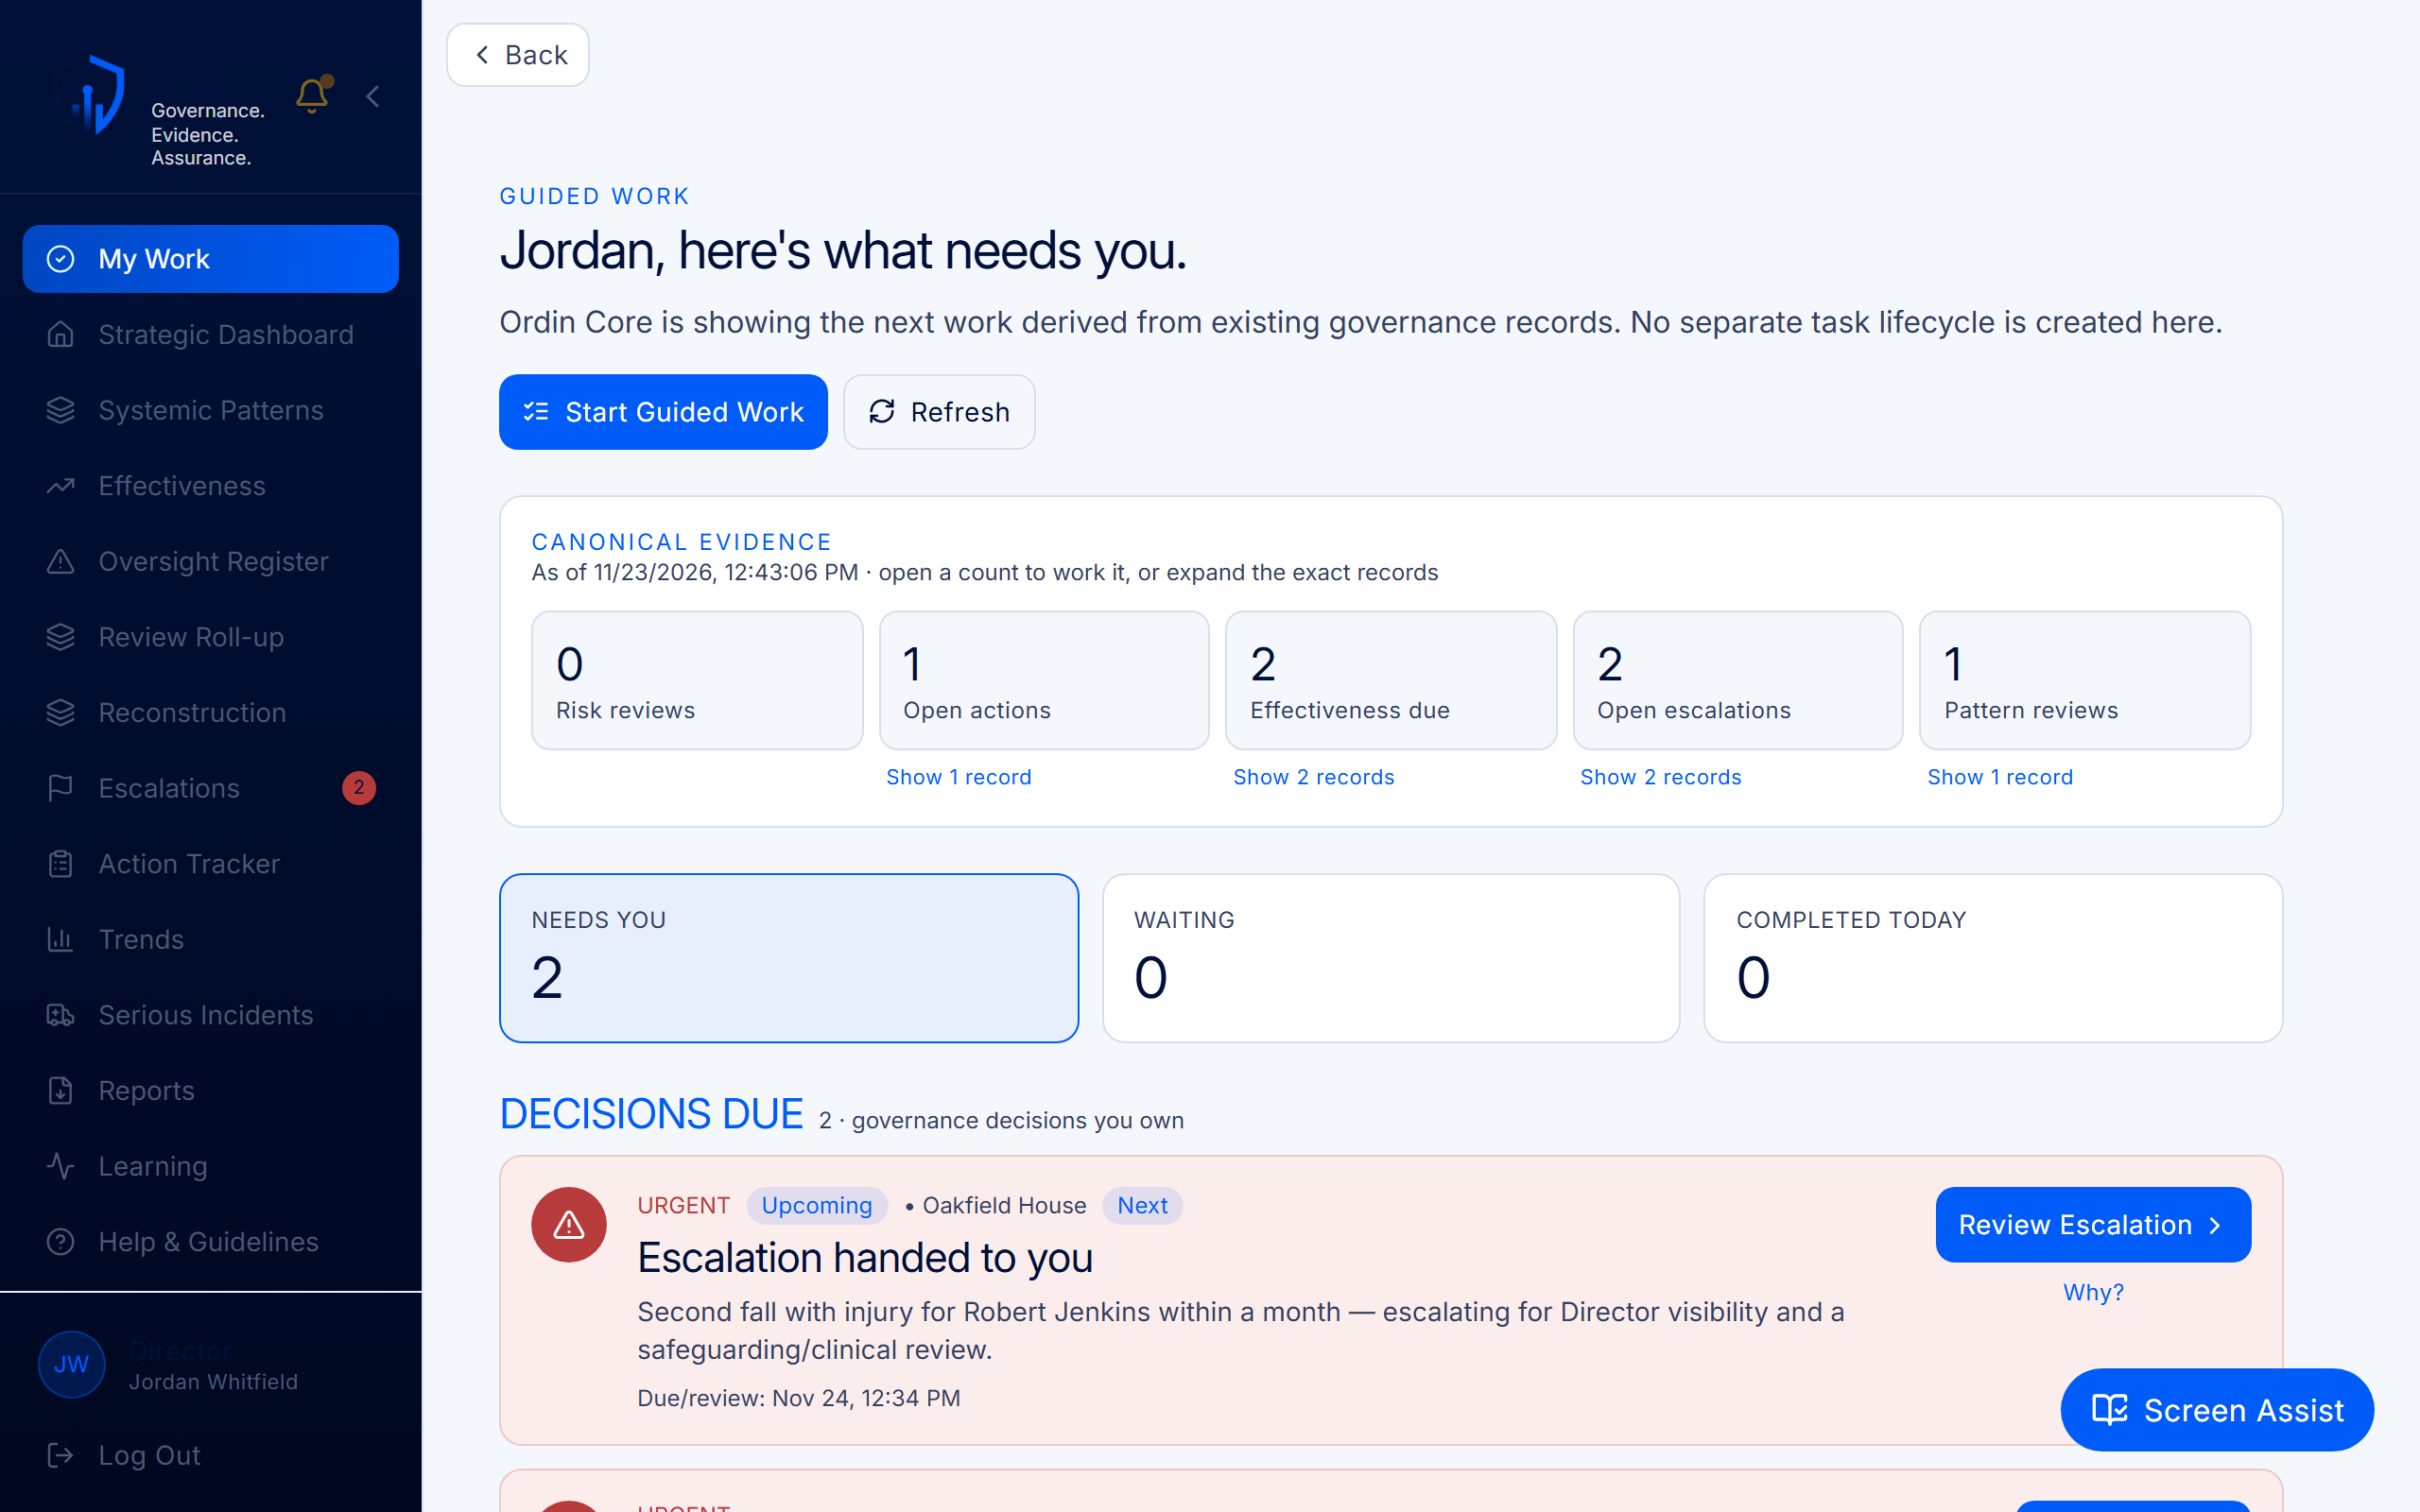 Governance.
Evidence.
Assurance.
My Work
Strategic Dashboard
Systemic Patterns
Effectiveness
Oversight Register
Review Roll-up
Reconstruction
Escalations 2
Action Tracker
Trends
Serious Incidents
Reports
Learning
Help & Guidelines
JW
Director
Jordan Whitfield
Log Out
Back
GUIDED WORK
Jordan, here's what needs you.
Ordin Core is showing the next work derived from existing governance records. No separate task lifecycle is created here.
Start Guided Work
Refresh
CANONICAL EVIDENCE
As of 11/23/2026, 12:43:06 PM · open a count to work it, or expand the exact records
0
Risk reviews
1
Open actions
Show 1 record
2
Effectiveness due
Show 2 records
2
Open escalations
Show 2 records
1
Pattern reviews
Show 1 record
NEEDS YOU
2
WAITING
0
COMPLETED TODAY
0
DECISIONS DUE 2 · governance decisions you own
URGENT Upcoming • Oakfield House Next
Escalation handed to you
Second fall with injury for Robert Jenkins within a month — escalating for Director visibility and a
safeguarding/clinical review.
Due/review: Nov 24, 12:34 PM
Review Escalation
Why?
Screen Assist